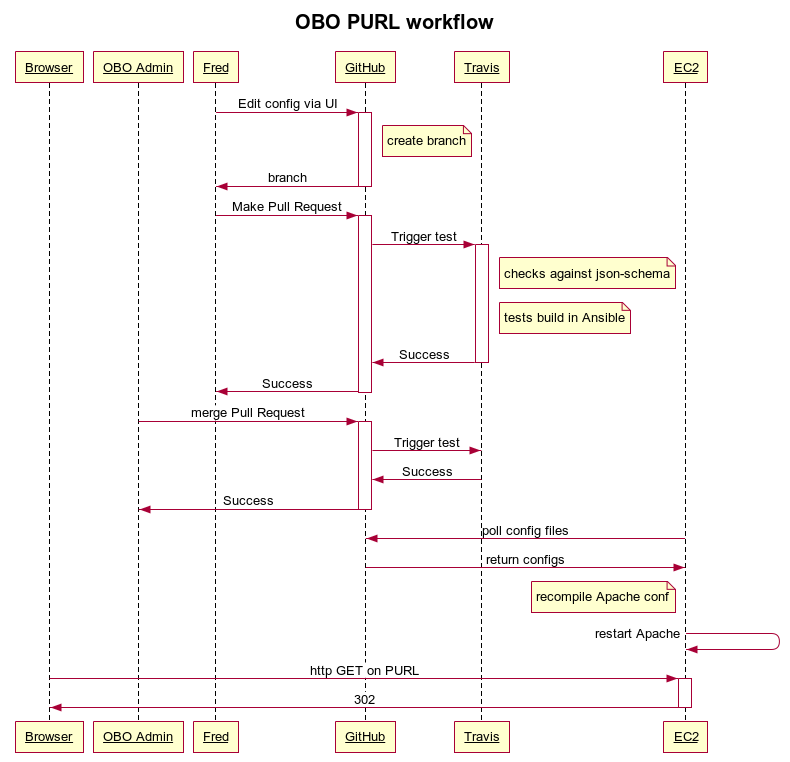 OBO PURL workflow
Browser
OBO Admin
Fred
GitHub
Travis
EC2
Edit config via UI
create branch
branch
Make Pull Request
Trigger test
checks against json-schema
tests build in Ansible
Success
Success
merge Pull Request
Trigger test
Success
Success
poll config files
return configs
recompile Apache conf
restart Apache
http GET on PURL
302
Browser
OBO Admin
Fred
GitHub
Travis
EC2